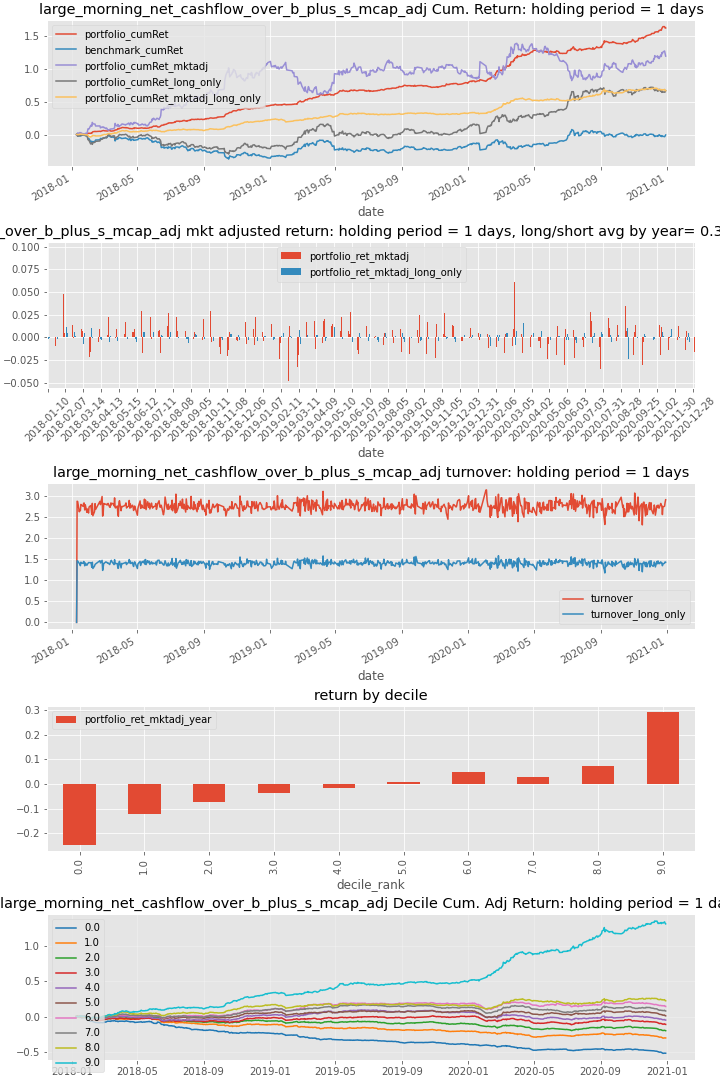 large_morning_net_cashflow_over_b_plus_s_mcap_adj Cum. Return: holding period = 1 days
portfolio_cumRet
benchmark_cumRet
portfolio_cumRet_mktadj
portfolio_cumRet_long_only
portfolio_cumRet_mktadj_long_only
1.5
1.0
0.5
0.0
2018-01 2018-05 2018-09 2019-01 2019-05 2019-09 2020-01 2020-05 2020-09 2021-01
date
_over_b_plus_s_mcap_adj mkt adjusted return: holding period = 1 days, long/short avg by year= 0.3
portfolio_ret_mktadj
portfolio_ret_mktadj_long_only
0.100
0.075
0.050
0.025
0.000
−0.025
−0.050
2018-01-10 2018-02-07 2018-03-14 2018-04-13 2018-05-15 2018-06-12 2018-07-11 2018-08-08 2018-09-05 2018-10-11 2018-11-08 2018-12-06 2019-01-07 2019-02-11 2019-03-11 2019-04-09 2019-05-10 2019-06-10 2019-07-08 2019-08-05 2019-09-02 2019-10-08 2019-11-05 2019-12-03 2019-12-31 2020-02-06 2020-03-05 2020-04-02 2020-05-06 2020-06-03 2020-07-03 2020-07-31 2020-08-28 2020-09-25 2020-11-02 2020-11-30 2020-12-28
date
large_morning_net_cashflow_over_b_plus_s_mcap_adj turnover: holding period = 1 days
3.0
2.5
2.0
1.5
1.0
0.5
0.0
turnover
turnover_long_only
2018-01 2018-05 2018-09 2019-01 2019-05 2019-09 2020-01 2020-05 2020-09 2021-01
date
return by decile
portfolio_ret_mktadj_year
0.3
0.2
0.1
0.0
−0.1
−0.2
0.0 1.0 2.0 3.0 4.0 5.0 6.0 7.0 8.0 9.0
decile_rank
large_morning_net_cashflow_over_b_plus_s_mcap_adj Decile Cum. Adj Return: holding period = 1 da
0.0
1.0
2.0
3.0
4.0
5.0
6.0
7.0
8.0
9.0
1.0
0.5
0.0
−0.5
2018-01 2018-05 2018-09 2019-01 2019-05 2019-09 2020-01 2020-05 2020-09 2021-01